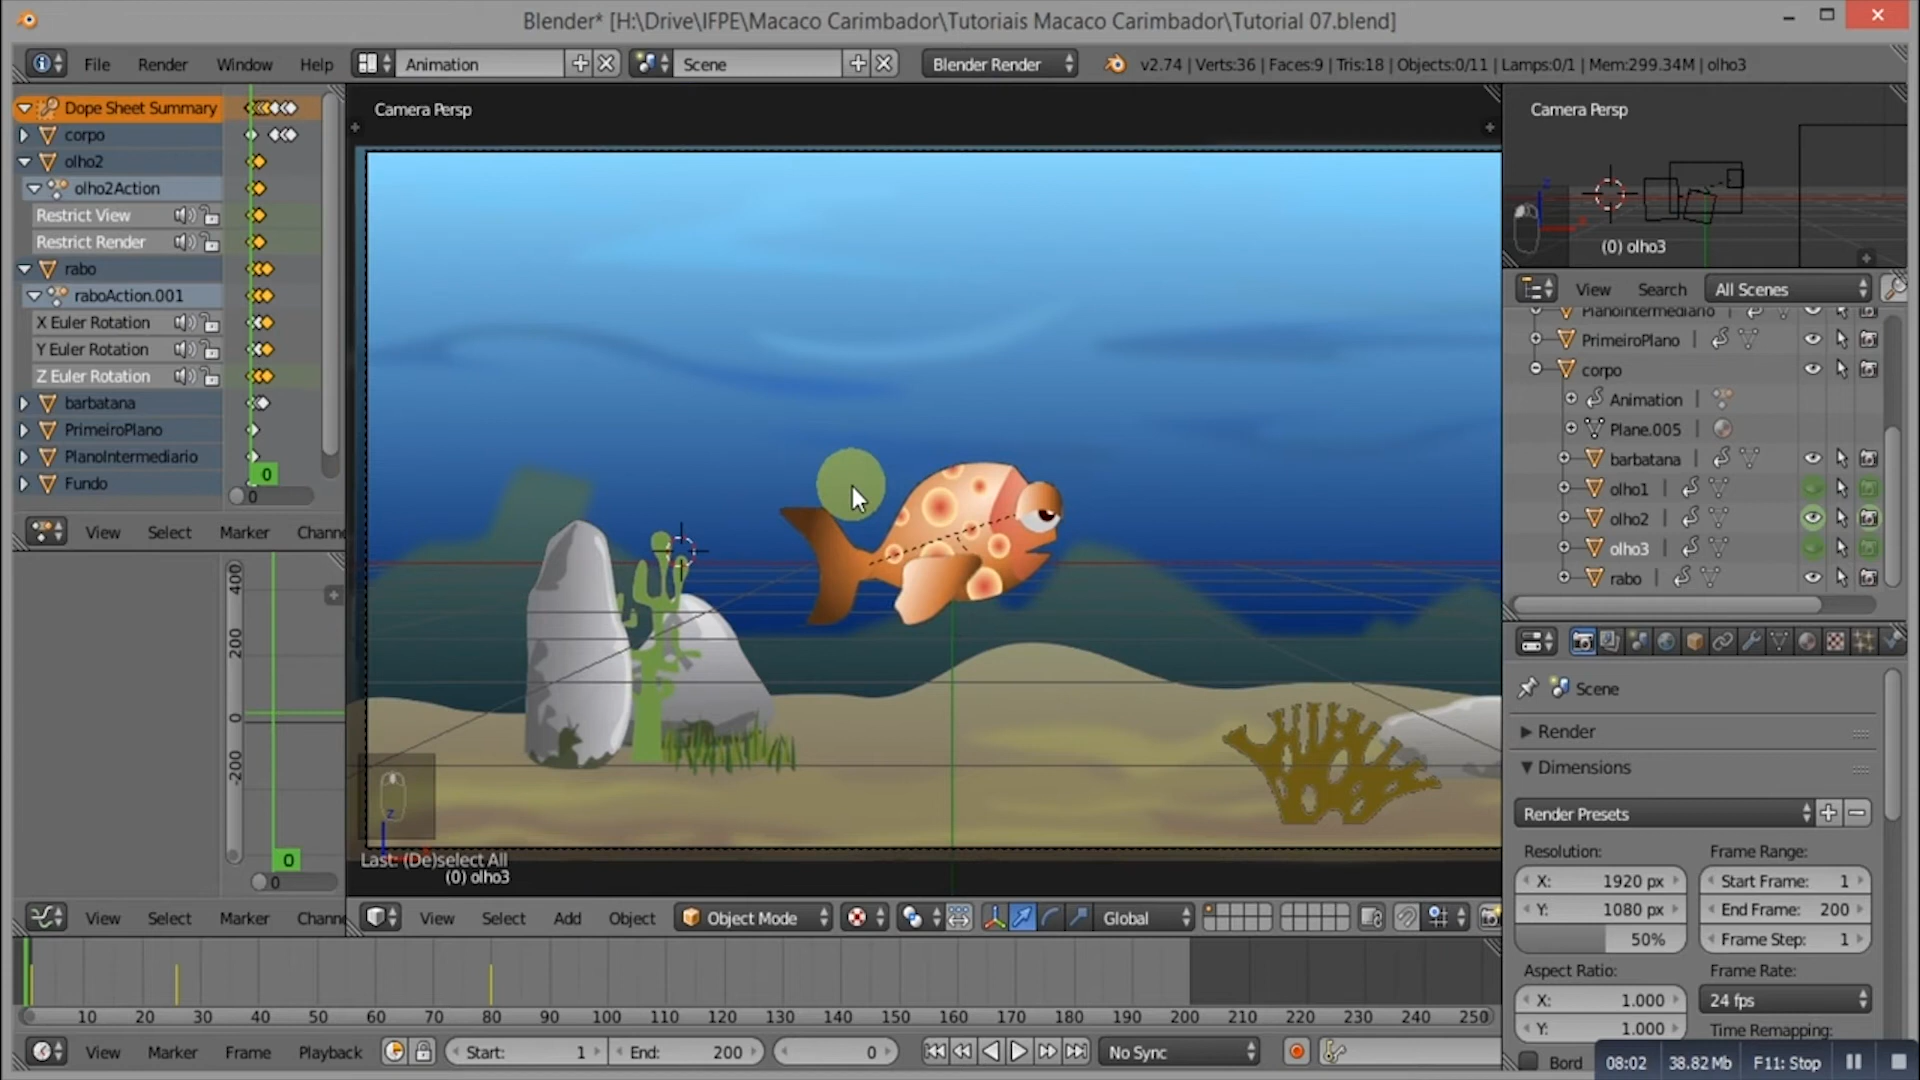 Blender* [H:\Drive\IFPE\Macaco Carimbador\Tutoriais Macaco Carimbador\Tutorial 07.blend]
File Render Window Help Animation Scene Blender Render v2.74 | Verts:36 | Faces:9 | Tris:18 | Objects:0/11 | Lamps:0/1 | Mem:299.34M | olho3
Dope Sheet Summary
corpo
olho2
olho2Action
Restrict View
Restrict Render
rabo
raboAction.001
X Euler Rotation
Y Euler Rotation
Z Euler Rotation
barbatana
PrimeiroPlano
PlanoIntermediario
Fundo
0
0
View Select Marker Chann
400
200
0
-200
0
0
View Select Marker Chann
Camera Persp
z
Last: (De)select All
(0) olho3
View Select Add Object Object Mode Global
Camera Persp
z
(0) olho3
View Search All Scenes
PlanoIntermediario
PrimeiroPlano
corpo
Animation
Plane.005
barbatana
olho1
olho2
olho3
rabo
Scene
Render
Dimensions
Render Presets
Resolution: Frame Range:
X: 1920 px Start Frame: 1
Y: 1080 px End Frame: 200
50% Frame Step: 1
Aspect Ratio: Frame Rate:
X: 1.000 24 fps
Y: 1.000 Time Remapping:
Bord
10 20 30 40 50 60 70 80 90 100 110 120 130 140 150 160 170 180 190 200 210 220 230 240 250
View Marker Frame Playback Start: 1 End: 200 0 No Sync
08:02 38.82 Mb F11: Stop